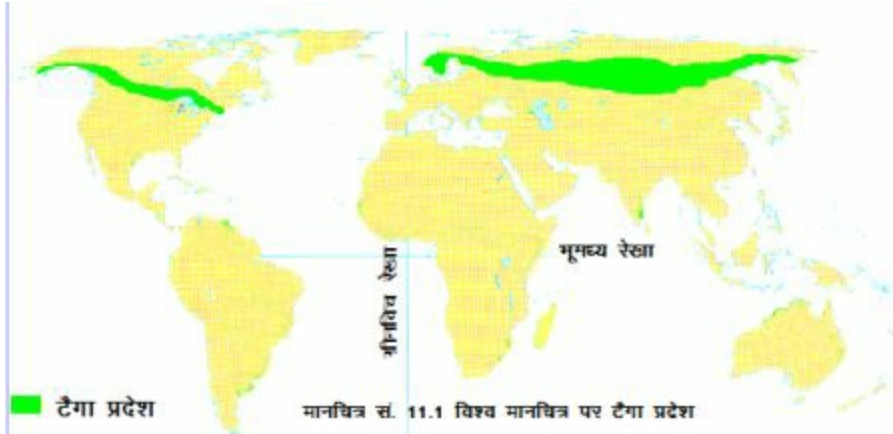 भूमध्य रेखा
ग्रीनविच रेखा
टैगा प्रदेश
मानचित्र सं. 11.1 विश्व मानचित्र पर टैगा प्रदेश